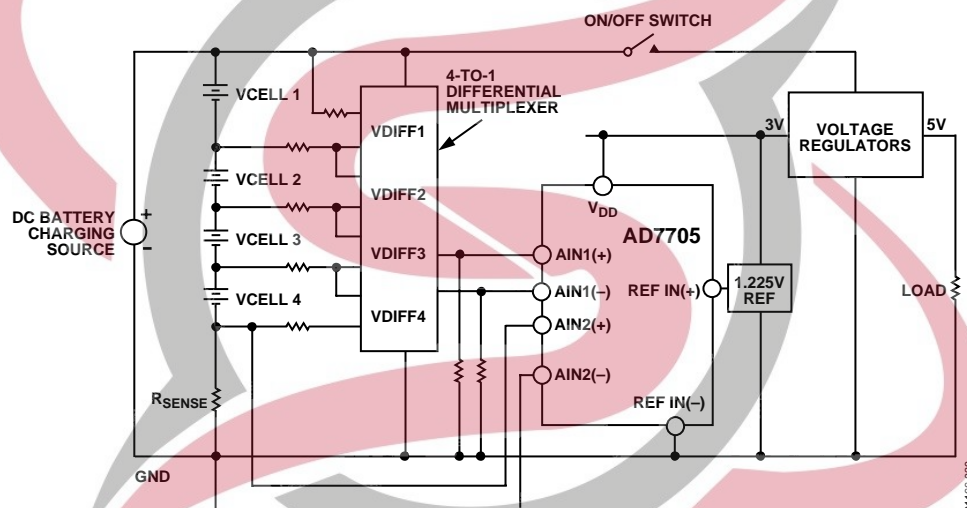 ON/OFF SWITCH
4-TO-1
DIFFERENTIAL
MULTIPLEXER
VCELL 1
VDIFF1
3V
VOLTAGE
REGULATORS
5V
VCELL 2
VDIFF2
VDD
DC BATTERY
CHARGING
SOURCE
+
-
VCELL 3
VDIFF3
AD7705
AIN1(+)
AIN1(–)
REF IN(+)
1.225V
REF
LOAD
VCELL 4
VDIFF4
AIN2(+)
AIN2(–)
RSENSE
REF IN(–)
GND